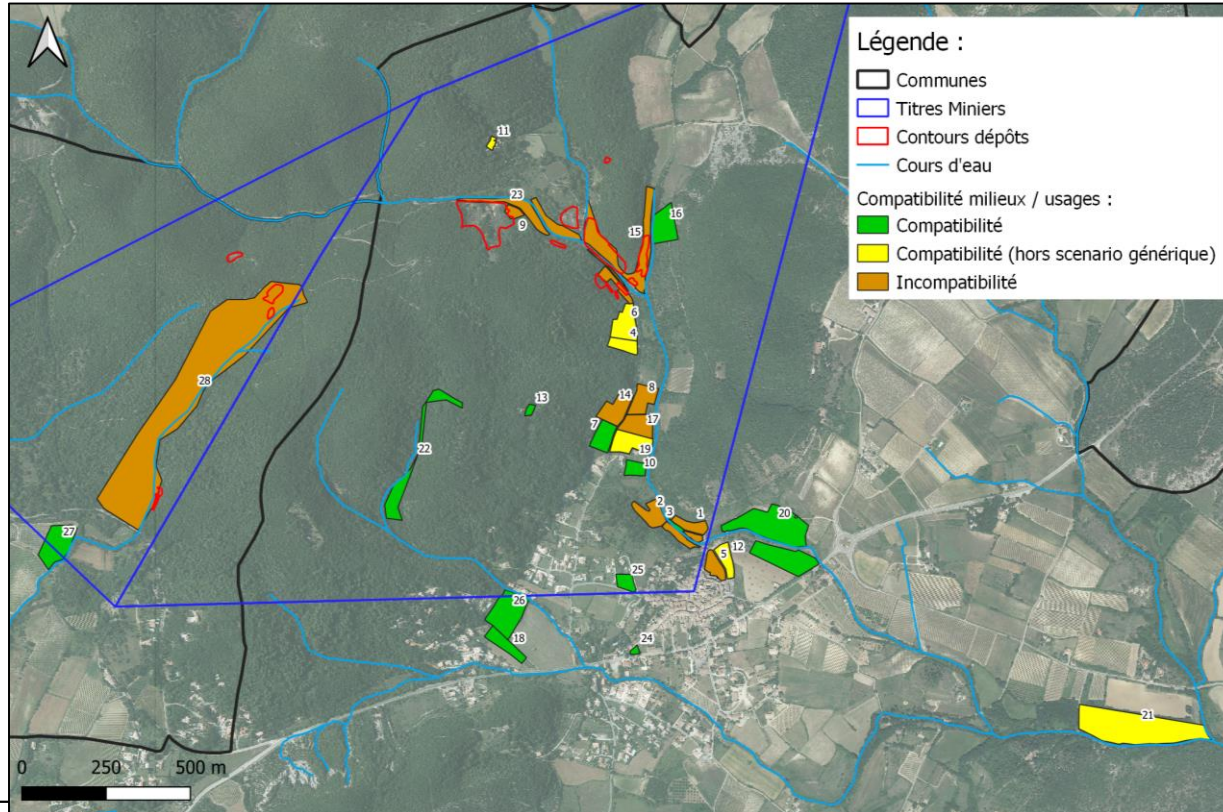 Légende :
Communes
Titres Miniers
Contours dépôts
Cours d'eau
Compatibilité milieux / usages :
Compatibilité
Compatibilité (hors scenario générique)
Incompatibilité
11
23
9
16
15
6
4
28
13
14
8
7
17
19
22
10
2
3
1
20
27
12
5
25
26
18
24
21
0 250 500 m